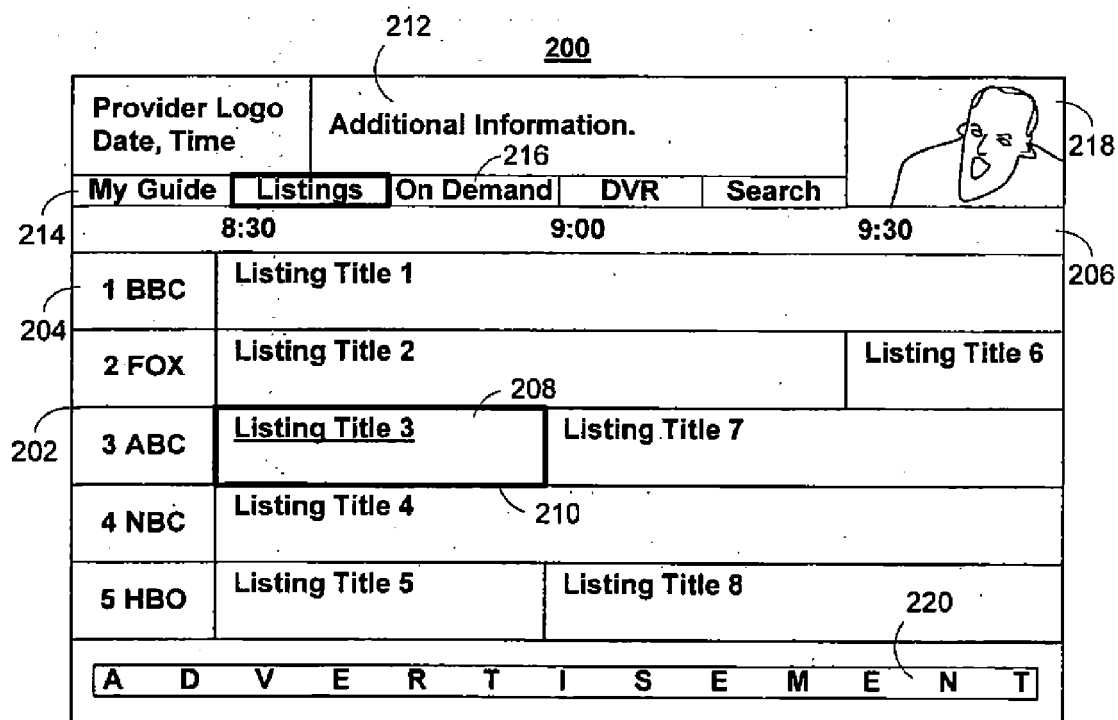 212
200
Provider Logo
Date, Time
Additional Information.
216
218
My Guide Listings On Demand DVR Search
214
8:30 9:00 9:30
206
1 BBC Listing Title 1
204
2 FOX Listing Title 2 Listing Title 6
208
202
3 ABC Listing Title 3 Listing Title 7
210
4 NBC Listing Title 4
5 HBO Listing Title 5 Listing Title 8
220
A D V E R T I S E M E N T